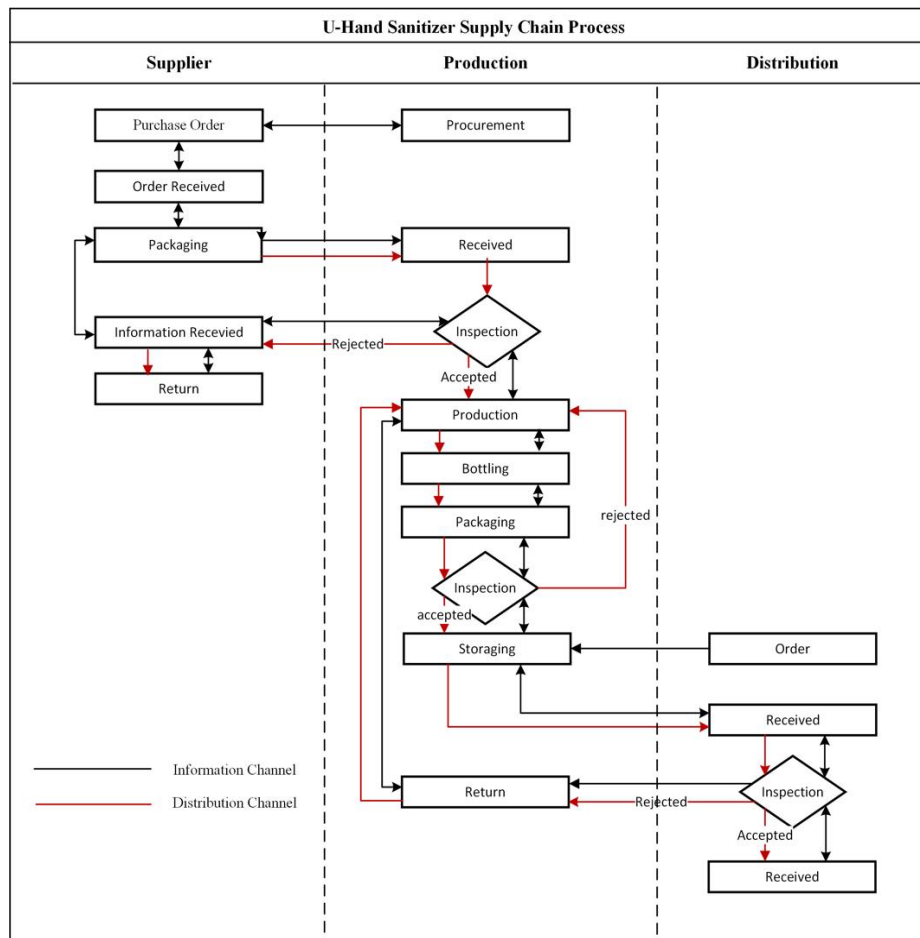 U-Hand Sanitizer Supply Chain Process
Supplier
Production
Distribution
Purchase Order
Procurement
Order Received
Packaging
Received
Information Recevied
Inspection
Rejected
Return
Accepted
Production
Bottling
Packaging
rejected
Inspection
accepted
Storaging
Order
Received
Information Channel
Return
Inspection
Distribution Channel
Rejected
Accepted
Received